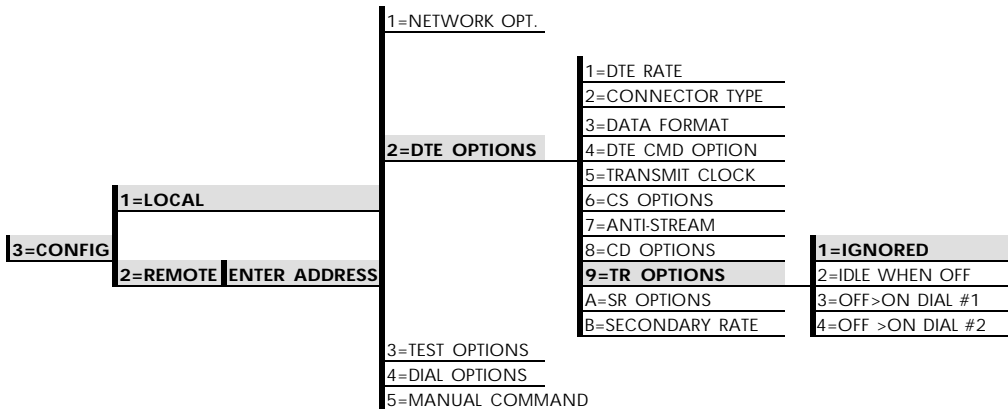 1=NETWORK OPT.
1=DTE RATE
2=CONNECTOR TYPE
3=DATA FORMAT
2=DTE OPTIONS
4=DTE CMD OPTION
5=TRANSMIT CLOCK
1=LOCAL
6=CS OPTIONS
7=ANTI-STREAM
3=CONFIG
8=CD OPTIONS
1=IGNORED
2=REMOTE ENTER ADDRESS
9=TR OPTIONS
2=IDLE WHEN OFF
A=SR OPTIONS
3=OFF>ON DIAL #1
B=SECONDARY RATE
4=OFF >ON DIAL #2
3=TEST OPTIONS
4=DIAL OPTIONS
5=MANUAL COMMAND